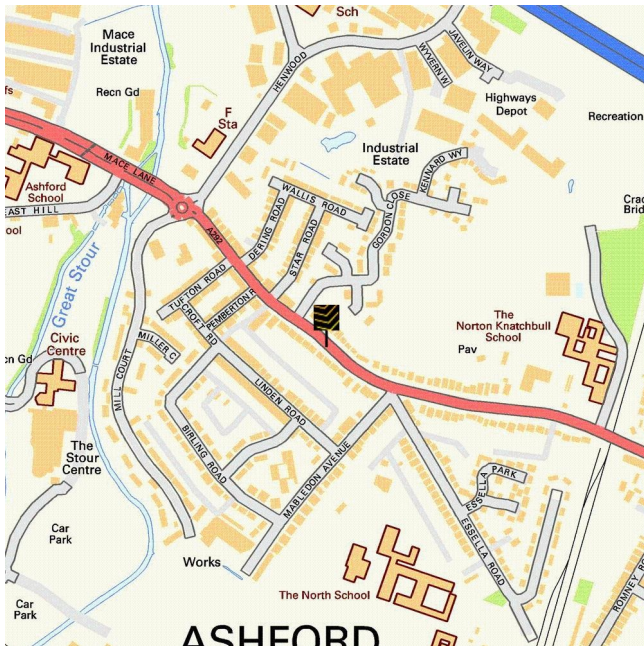 Sch
Mace
Industrial
Estate
Recn Gd
fs
F
Sta
HENWOOD
WYVERN W
JAVELIN WAY
Highways
Depot
Recreation
MACE LANE
Industrial
Estate
KENNARD WY
Ashford
School
EAST HILL
ool
WALLIS ROAD
GORDON CLOSE
Crac
Brid
A292
DERING ROAD
STAR ROAD
Great Stour
TUFTON ROAD
PEMBERTON R
CROFT RD
The
Norton Knatchbull
School
Pav
Civic
Centre
cn Gd
MILLER C
MILL COURT
LINDEN ROAD
BIRLING ROAD
The
Stour
Centre
MABLEDON AVENUE
ESSELLA
PARK
ESSELLA ROAD
Car
Park
Works
The North School
Car
Park
ROMNEY RO
ASHFORD